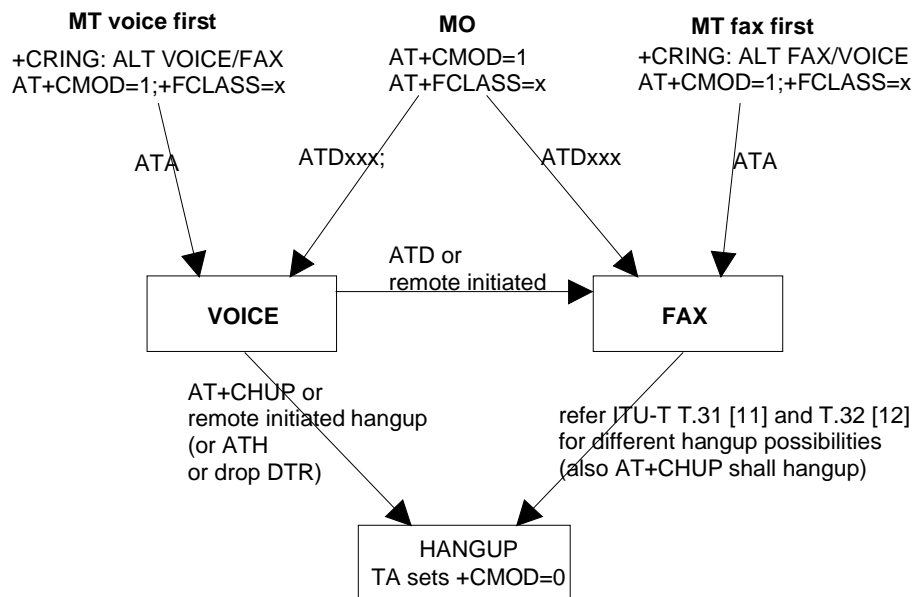 MT voice first
+CRING: ALT VOICE/FAX
AT+CMOD=1;+FCLASS=x
MO
AT+CMOD=1
AT+FCLASS=x
MT fax first
+CRING: ALT FAX/VOICE
AT+CMOD=1;+FCLASS=x
ATA
ATDxxx;
ATDxxx
ATA
ATD or
remote initiated
VOICE
FAX
AT+CHUP or
remote initiated hangup
(or ATH
or drop DTR)
refer ITU-T T.31 [11] and T.32 [12]
for different hangup possibilities
(also AT+CHUP shall hangup)
HANGUP
TA sets +CMOD=0